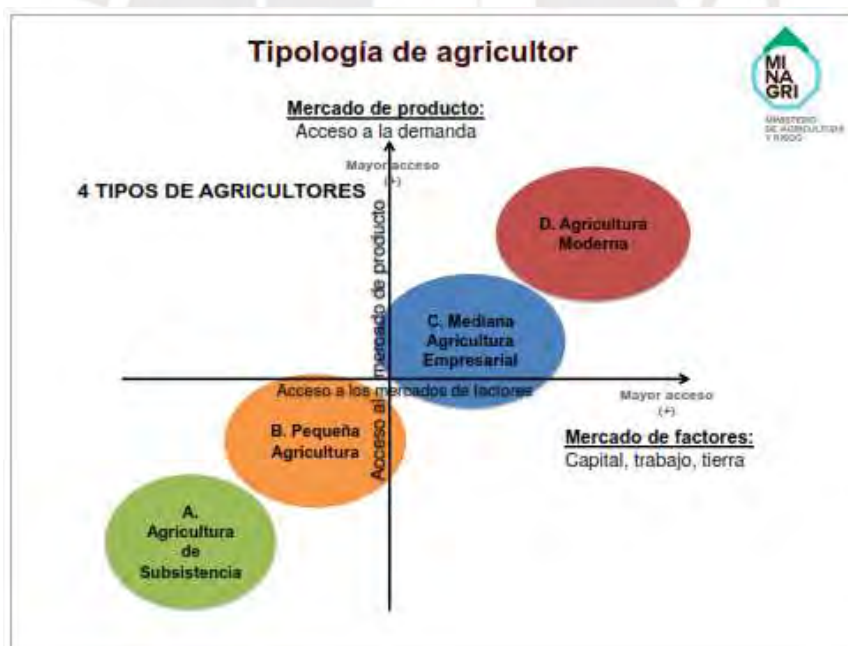 Tipología de agricultor
MI
NA
GRI
MINISTERIO
DE AGRICULTURA
Y RIEGO
Mercado de producto:
Acceso a la demanda
Mayor acceso
(+)
4 TIPOS DE AGRICULTORES
Acceso al mercado de producto
D. Agricultura
Moderna
C. Mediana
Agricultura
Empresarial
Acceso a los mercados de factores
Mayor acceso
(+)
Mercado de factores:
Capital, trabajo, tierra
B. Pequeña
Agricultura
A.
Agricultura
de
Subsistencia